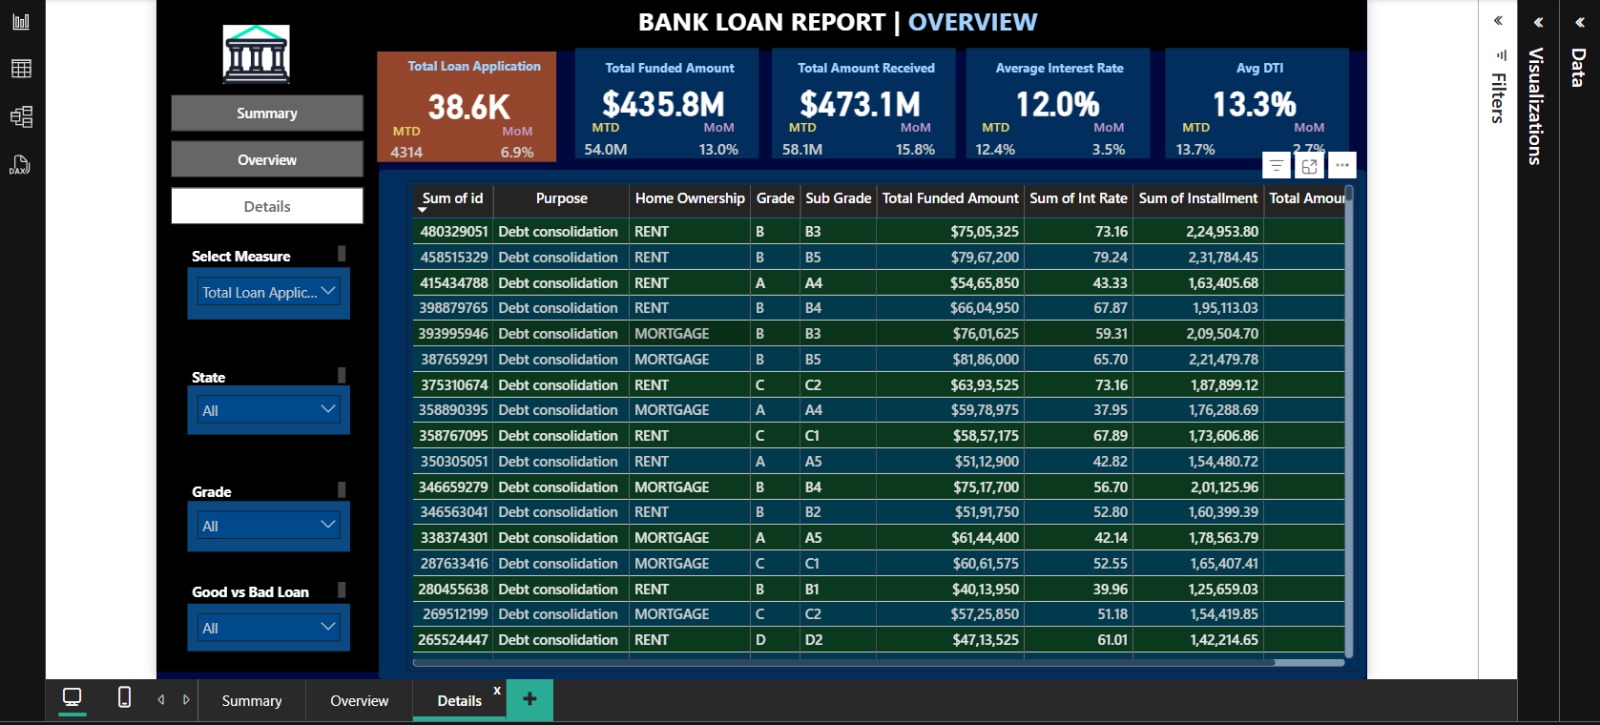 BANK LOAN REPORT | OVERVIEW
Total Loan Application
38.6K
MTD
MoM
4314
6.9%
Total Funded Amount
$435.8M
MTD
MoM
54.0M
13.0%
Total Amount Received
$473.1M
MTD
MoM
58.1M
15.8%
Average Interest Rate
12.0%
MTD
MoM
12.4%
3.5%
Avg DTI
13.3%
MTD
MoM
13.7%
2.7%
Summary
Overview
Details
Select Measure
Total Loan Applic...
State
All
Grade
All
Good vs Bad Loan
All
Sum of id Purpose Home Ownership Grade Sub Grade Total Funded Amount Sum of Int Rate Sum of Installment Total Amour
480329051 Debt consolidation RENT B B3 $75,05,325 73.16 2,24,953.80
458515329 Debt consolidation RENT B B5 $79,67,200 79.24 2,31,784.45
415434788 Debt consolidation RENT A A4 $54,65,850 43.33 1,63,405.68
398879765 Debt consolidation RENT B B4 $66,04,950 67.87 1,95,113.03
393995946 Debt consolidation MORTGAGE B B3 $76,01,625 59.31 2,09,504.70
387659291 Debt consolidation MORTGAGE B B5 $81,86,000 65.70 2,21,479.78
375310674 Debt consolidation RENT C C2 $63,93,525 73.16 1,87,899.12
358890395 Debt consolidation MORTGAGE A A4 $59,78,975 37.95 1,76,288.69
358767095 Debt consolidation RENT C C1 $58,57,175 67.89 1,73,606.86
350305051 Debt consolidation RENT A A5 $51,12,900 42.82 1,54,480.72
346659279 Debt consolidation MORTGAGE B B4 $75,17,700 56.70 2,01,125.96
346563041 Debt consolidation RENT B B2 $51,91,750 52.80 1,60,399.39
338374301 Debt consolidation MORTGAGE A A5 $61,44,400 42.14 1,78,563.79
287633416 Debt consolidation MORTGAGE C C1 $60,61,575 52.55 1,65,407.41
280455638 Debt consolidation RENT B B1 $40,13,950 39.96 1,25,659.03
269512199 Debt consolidation MORTGAGE C C2 $57,25,850 51.18 1,54,419.85
265524447 Debt consolidation RENT D D2 $47,13,525 61.01 1,42,214.65
Filters
Visualizations
Data
DAX
Summary
Overview
Details
x
+